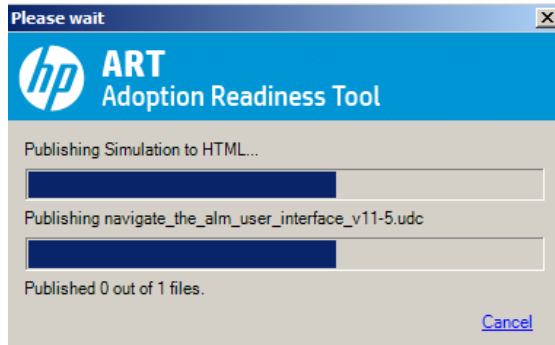 Please wait
hp
ART
Adoption Readiness Tool
Publishing Simulation to HTML...
Publishing navigate_the_alm_user_interface_v11-5.udc
Published 0 out of 1 files.
Cancel